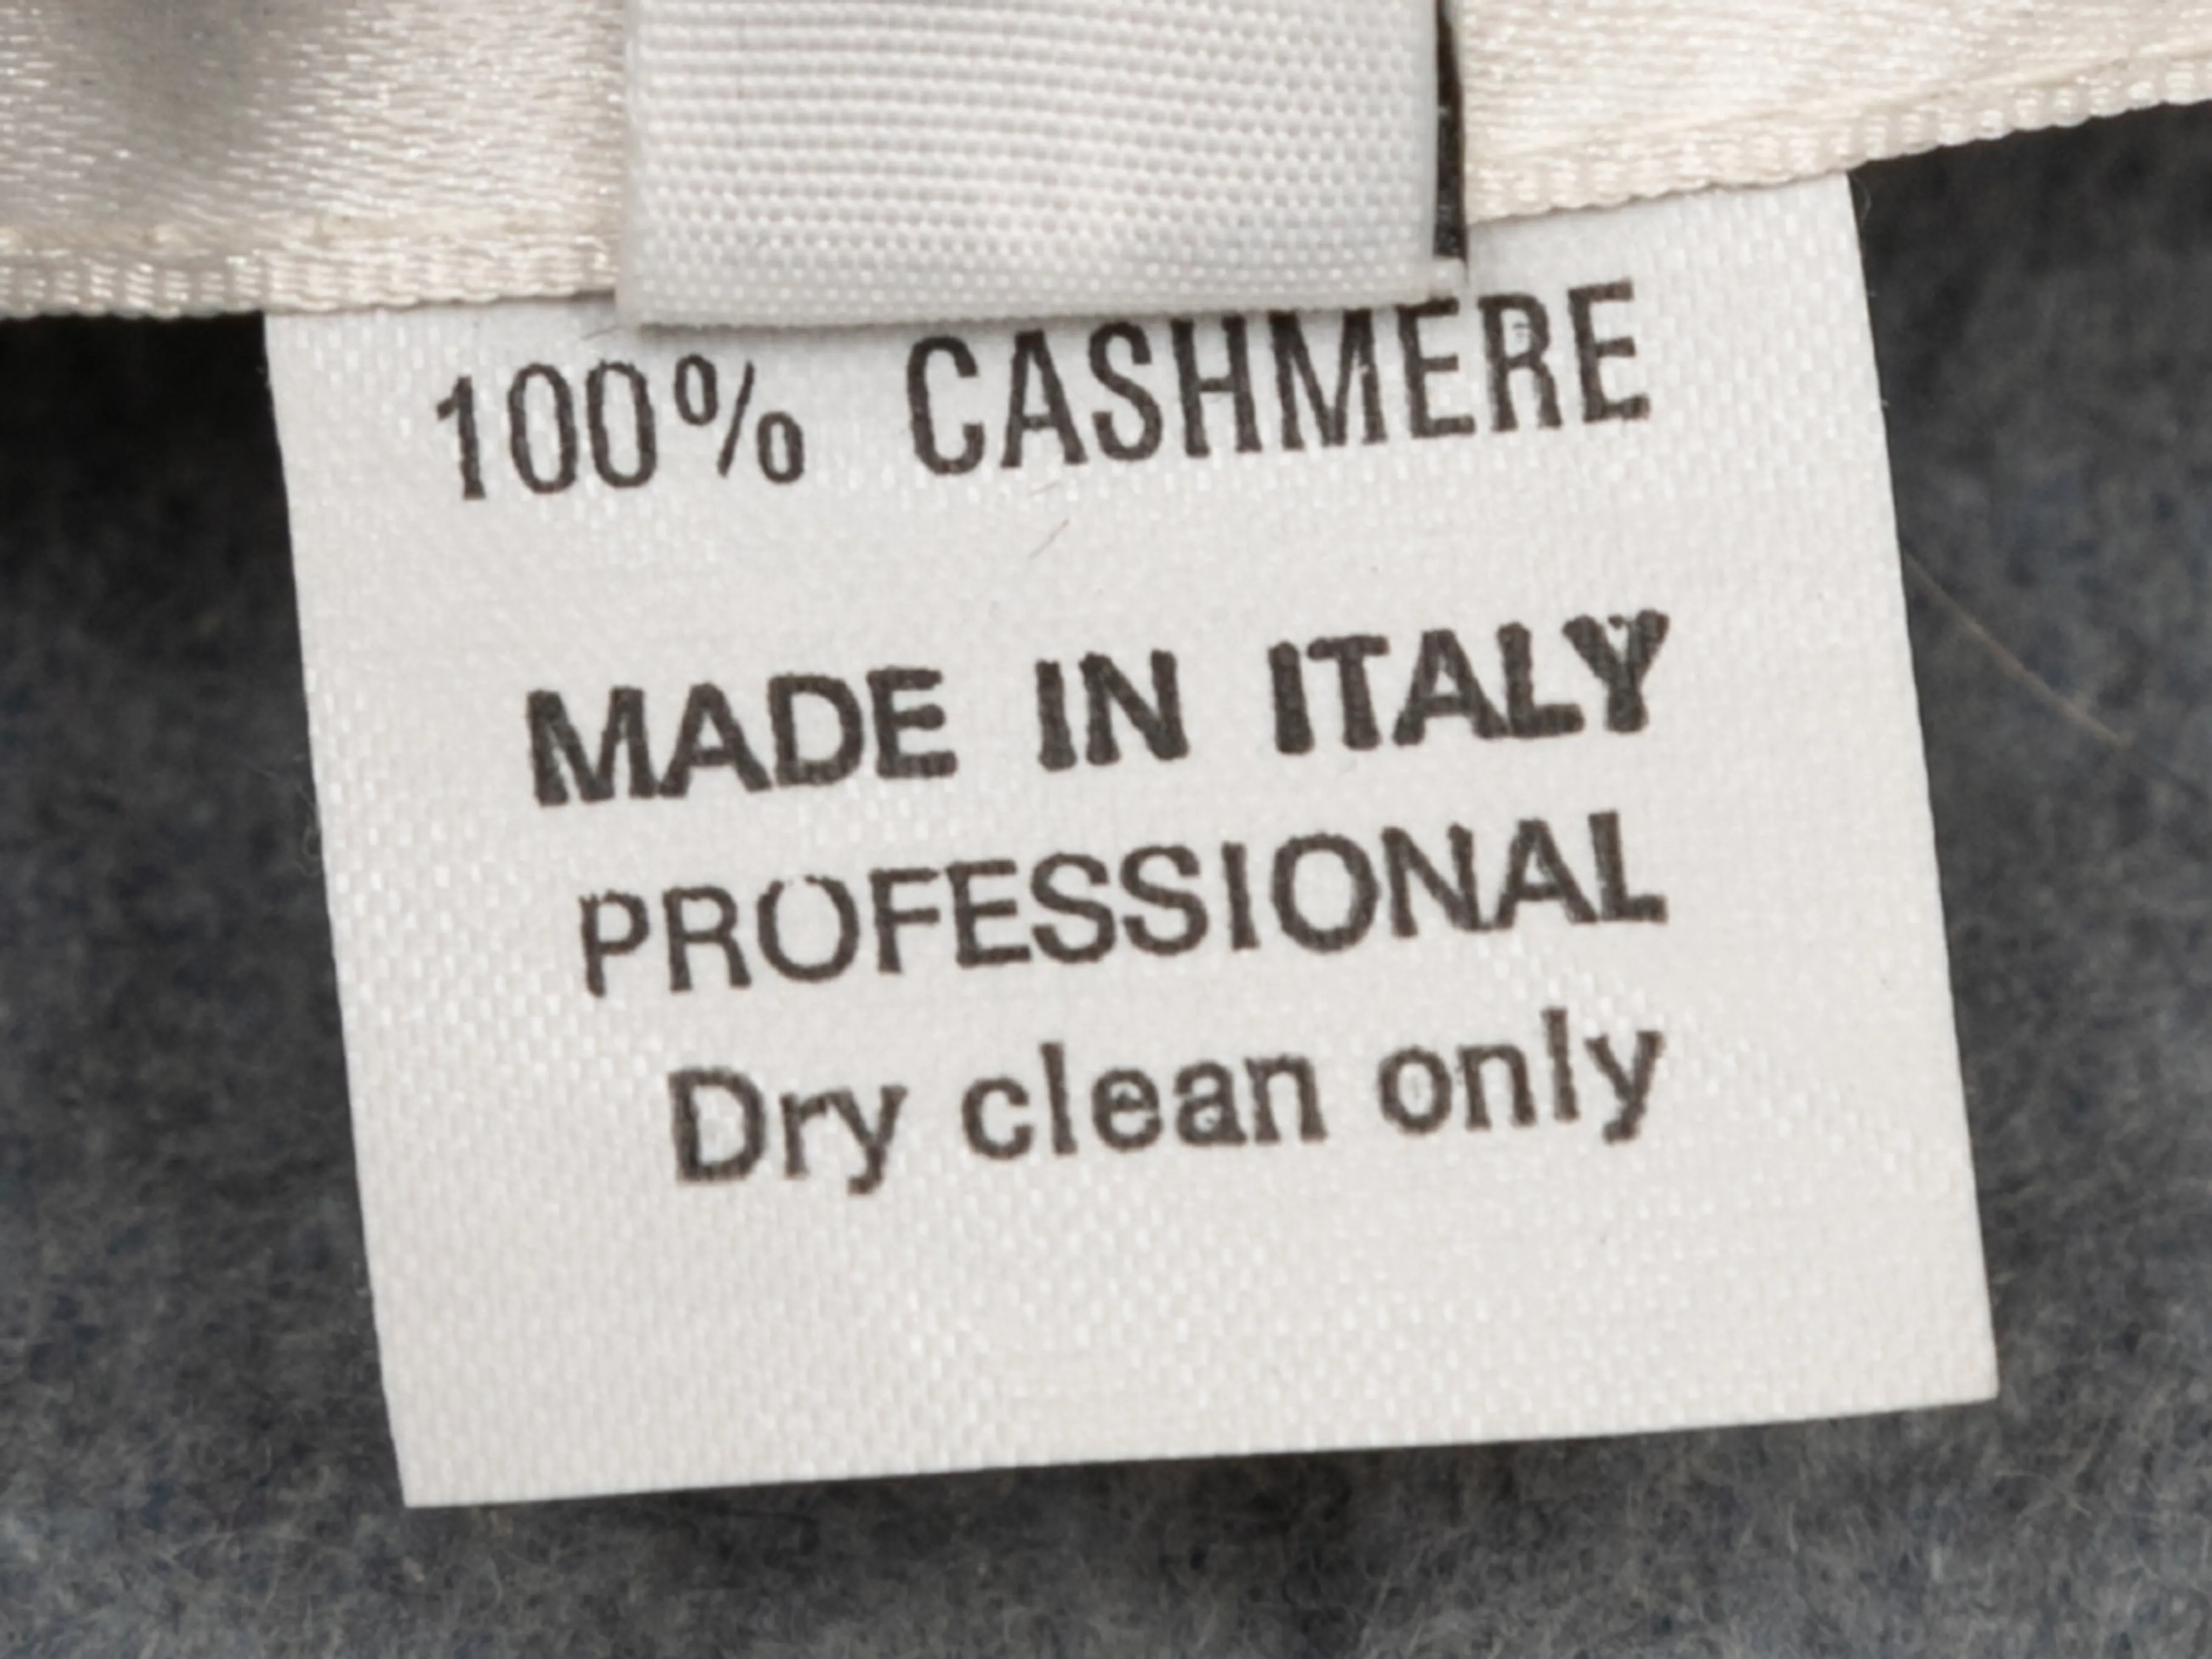 100% CASHMERE
MADE IN ITALY
PROFESSIONAL
Dry clean only